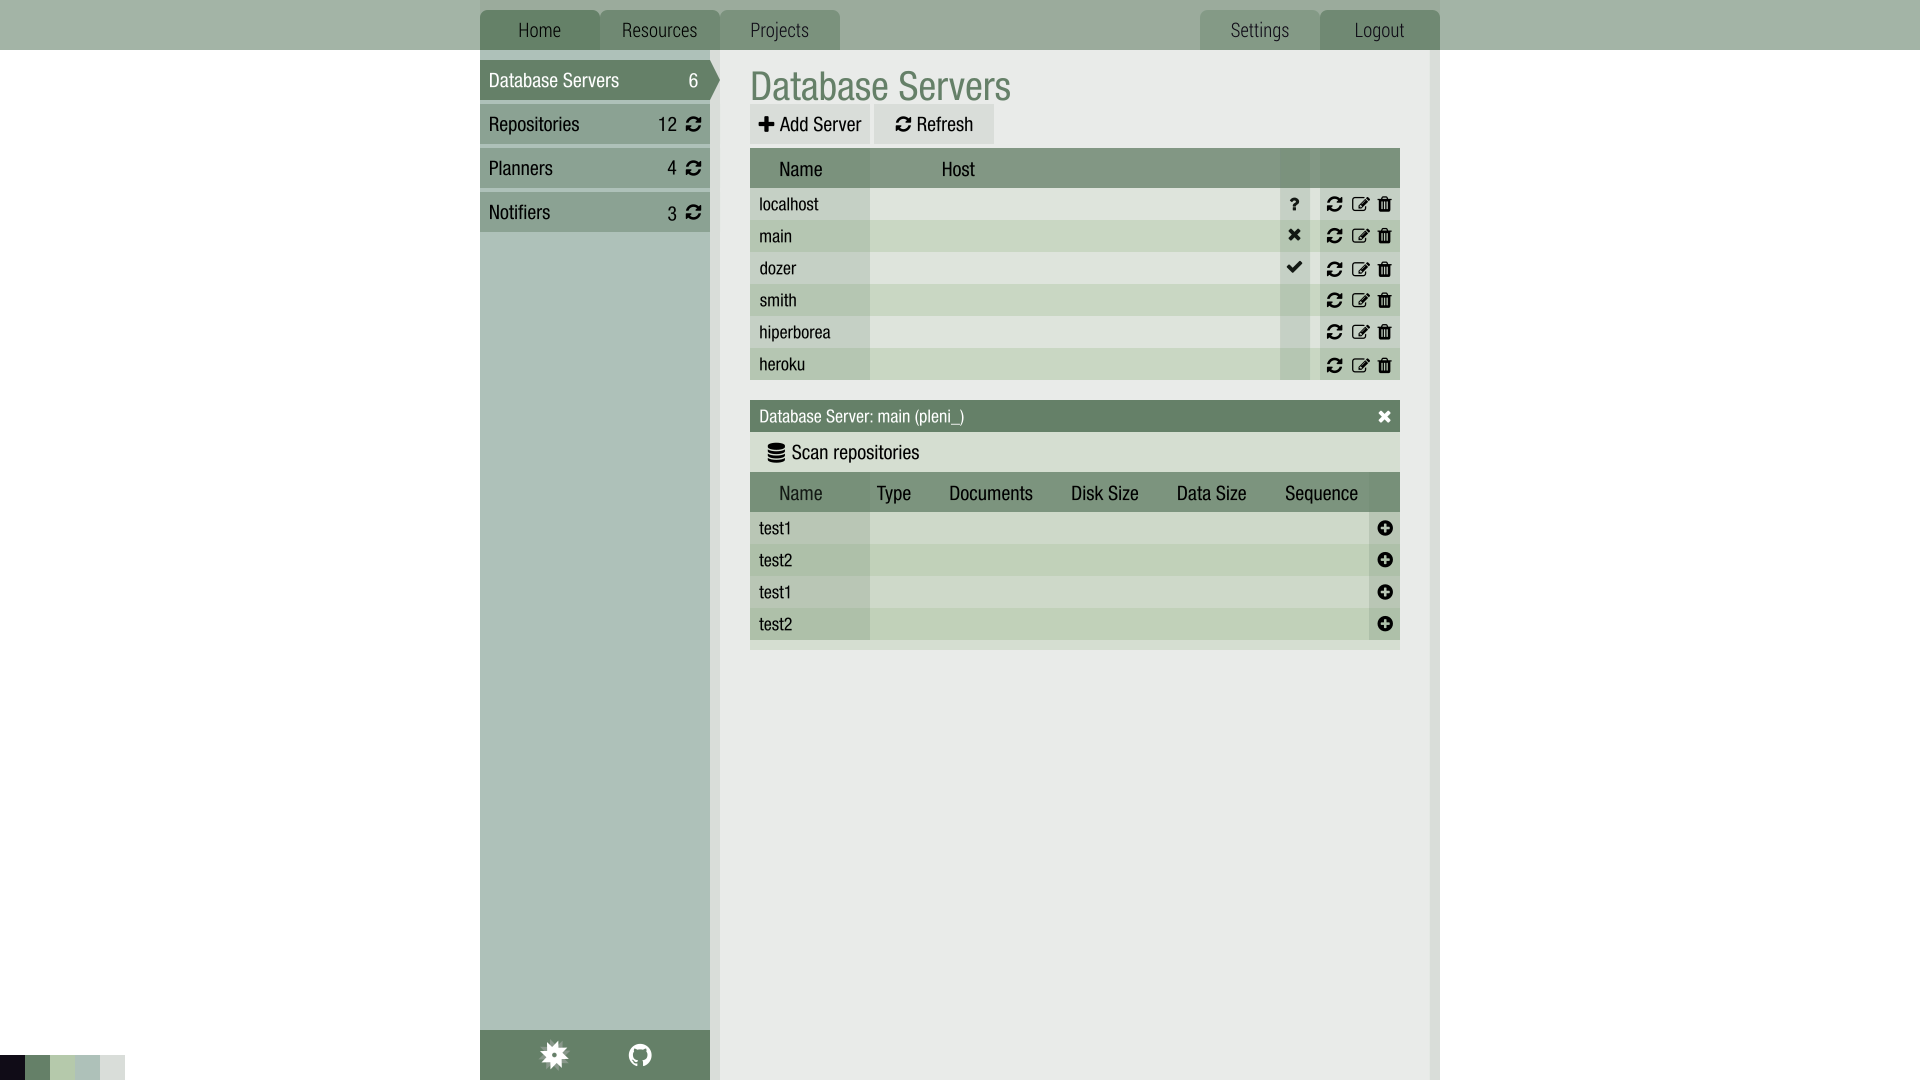 Home Resources Projects Settings Logout
Database Servers 6
Repositories 12
Planners 4
Notifiers 3
Database Servers
Add Server Refresh
Name Host
localhost ?
main
dozer
smith
hiperborea
heroku
Database Server: main (pleni_)
Scan repositories
Name Type Documents Disk Size Data Size Sequence
test1
test2
test1
test2